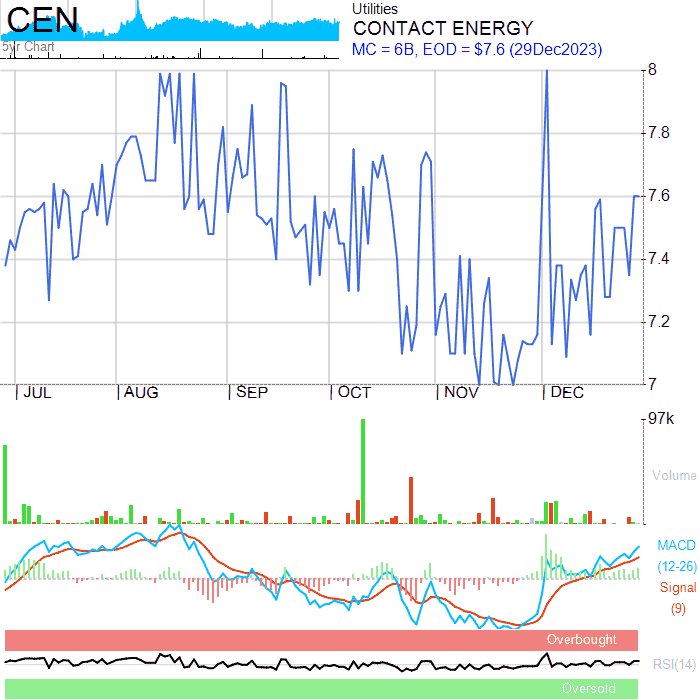 CEN
5yr Chart
Utilities
CONTACT ENERGY
MC = 6B, EOD = $7.6 (29Dec2023)
8
7.8
7.6
7.4
7.2
7
JUL AUG SEP OCT NOV DEC
97k
Volume
MACD
(12-26)
Signal
(9)
Overbought
RSI(14)
Oversold